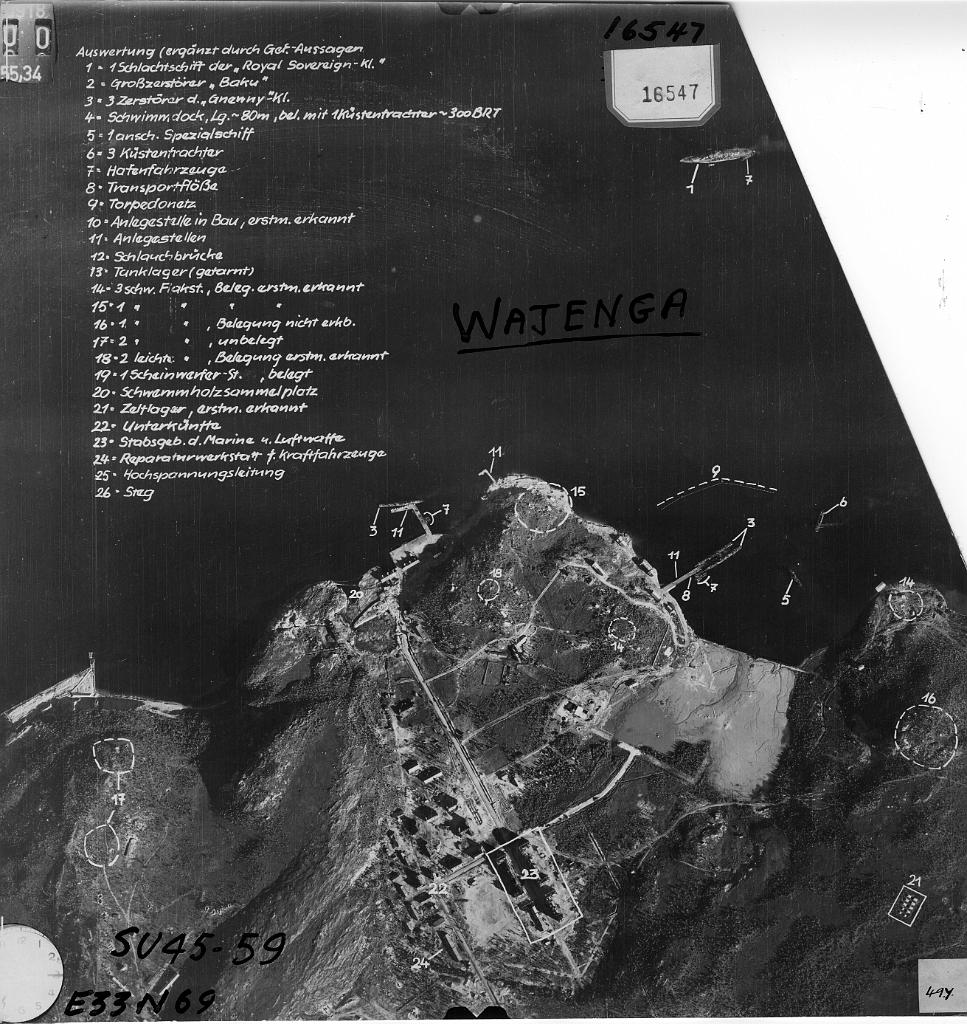 0 0
55,34
16547
16547
Auswertung (ergänzt durch Gef.-Aussagen
1 = 1 Schlachtschiff der „Royal Sovereign-Kl."
2 = Großzerstörer „Baku"
3 = 3 Zerstörer d. „Gnenny"-Kl.
4 = Schwimmdock, Lg. ~ 80m, bel. mit 1 Küstenfrachter ~ 300 BRT
5 = 1 ansch. Spezialschiff
6 = 3 Küstenfrachter
7 = Hafenfahrzeuge
8 = Transportflöße
9 = Torpedonetz
10 = Anlegestelle in Bau, erstm. erkannt
11 = Anlegestellen
12 = Schlauchbrücke
13 = Tanklager (getarnt)
14 = 3 schw. Flakst., Beleg. erstm. erkannt
15 = 1 " " " "
16 = 1 " " , Belegung nicht erkb.
17 = 2 " " , unbelegt
18 = 2 leichte " , Belegung erstm. erkannt
19 = 1 Scheinwerfer-St. , belegt
20 = Schwemmholzsammelplatz
21 = Zeltlager, erstm. erkannt
22 = Unterkünfte
23 = Stabsgeb. d. Marine u. Luftwaffe
24 = Reparaturwerkstatt f. Kraftfahrzeuge
25 = Hochspannungsleitung
26 = Steg
1 7
WAJENGA
11
9
15
3 11 7
6
3
11
8 7
5
18
20
14
14
4
16
17
22
23
21
24
SU45-59
E33 N69